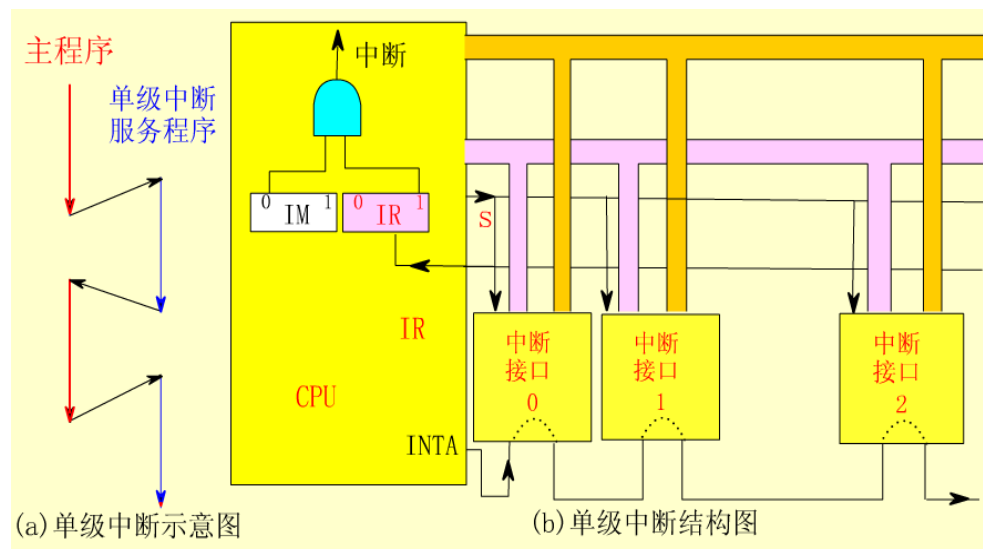 主程序
单级中断
服务程序
(a)单级中断示意图
中断
0 IM 1
0 IR 1
S
IR
CPU
INTA
中断
接口
0
中断
接口
1
中断
接口
2
(b)单级中断结构图